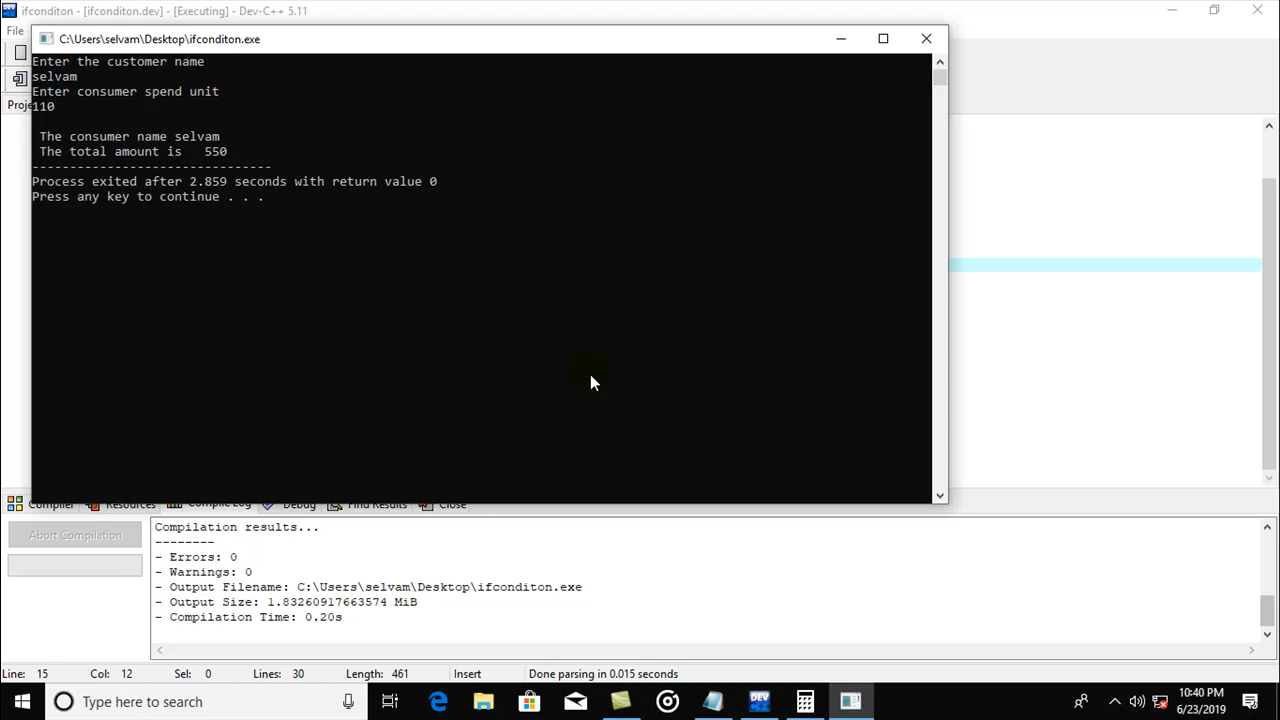 ifconditon - [ifconditon.dev] - [Executing] - Dev-C++ 5.11
File
C:\Users\selvam\Desktop\ifconditon.exe
Enter the customer name
selvam
Enter consumer spend unit
110
The consumer name selvam
The total amount is   550
--------------------------------
Process exited after 2.859 seconds with return value 0
Press any key to continue . . .
Proje
Compiler Resources Compile Log Debug Find Results Close
Abort Compilation
Compilation results...
--------
- Errors: 0
- Warnings: 0
- Output Filename: C:\Users\selvam\Desktop\ifconditon.exe
- Output Size: 1.83260917663574 MiB
- Compilation Time: 0.20s
Line: 15 Col: 12 Sel: 0 Lines: 30 Length: 461 Insert Done parsing in 0.015 seconds
Type here to search
DEV
10:40 PM
6/23/2019